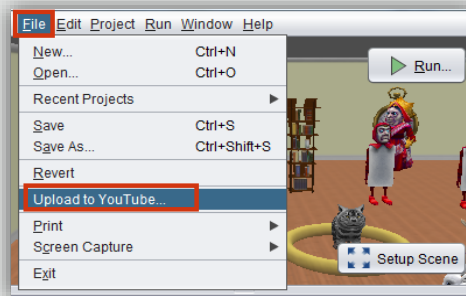 File Edit Project Run Window Help
New... Ctrl+N
Open... Ctrl+O
Run...
Recent Projects
Save Ctrl+S
Save As... Ctrl+Shift+S
Revert
Upload to YouTube...
Print
Screen Capture
Setup Scene
Exit